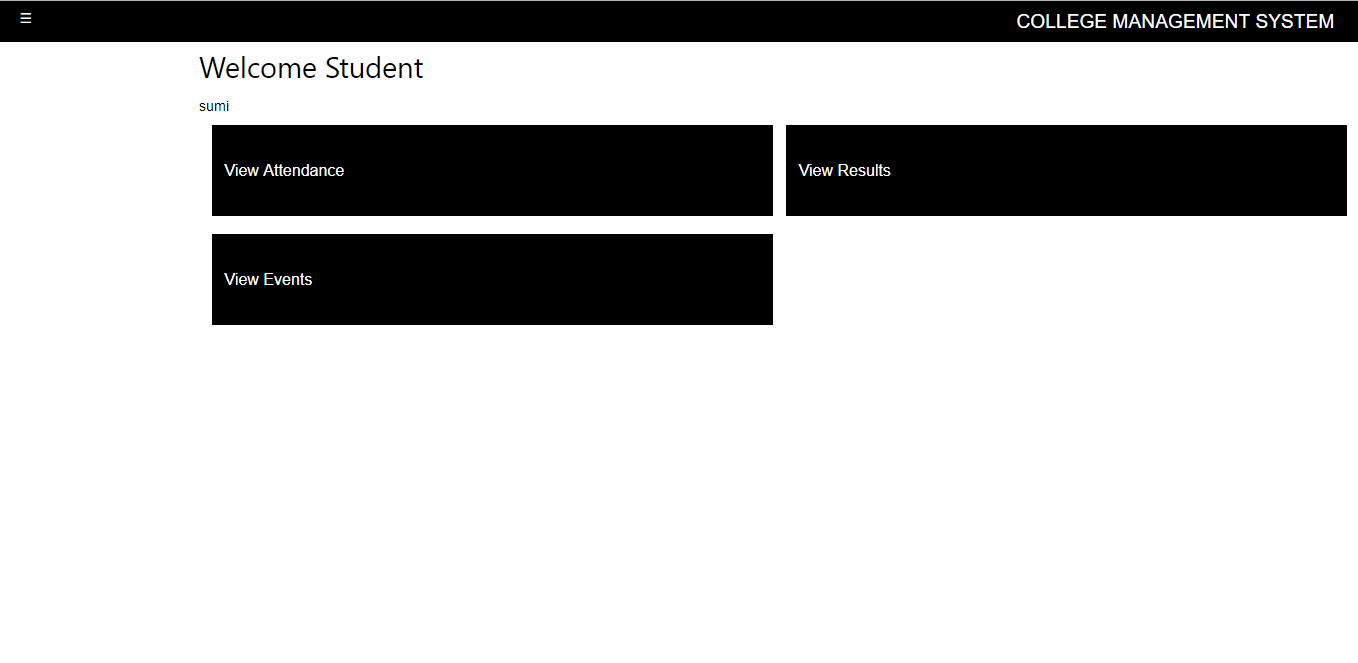 ☰
COLLEGE MANAGEMENT SYSTEM
Welcome Student
sumi
View Attendance
View Results
View Events